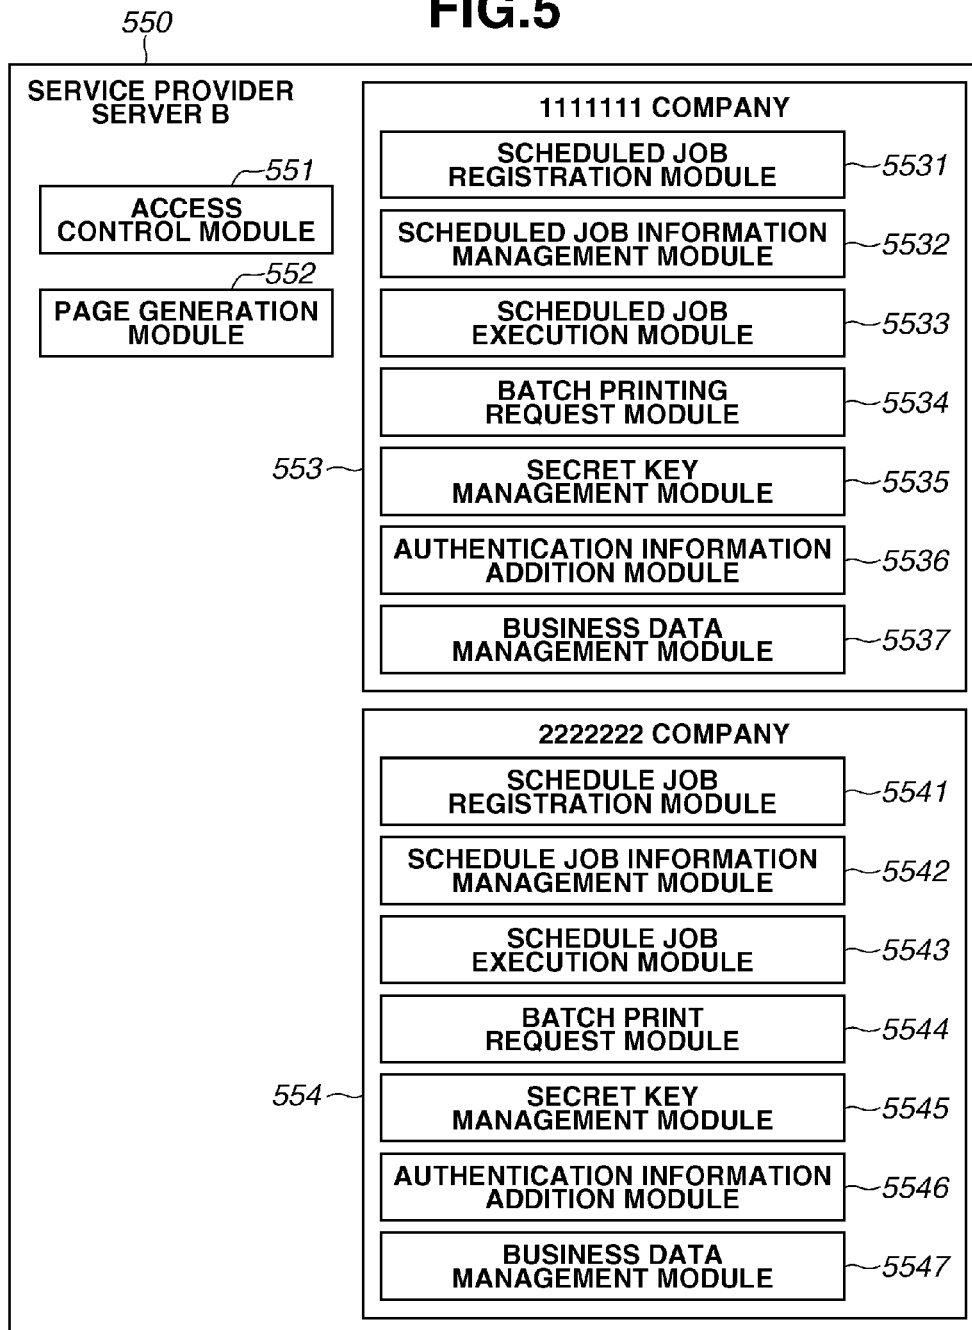 FIG.5
550
SERVICE PROVIDER
SERVER B
551
ACCESS
CONTROL MODULE
552
PAGE GENERATION
MODULE
553
1111111 COMPANY
SCHEDULED JOB
REGISTRATION MODULE
5531
SCHEDULED JOB INFORMATION
MANAGEMENT MODULE
5532
SCHEDULED JOB
EXECUTION MODULE
5533
BATCH PRINTING
REQUEST MODULE
5534
SECRET KEY
MANAGEMENT MODULE
5535
AUTHENTICATION INFORMATION
ADDITION MODULE
5536
BUSINESS DATA
MANAGEMENT MODULE
5537
554
2222222 COMPANY
SCHEDULE JOB
REGISTRATION MODULE
5541
SCHEDULE JOB INFORMATION
MANAGEMENT MODULE
5542
SCHEDULE JOB
EXECUTION MODULE
5543
BATCH PRINT
REQUEST MODULE
5544
SECRET KEY
MANAGEMENT MODULE
5545
AUTHENTICATION INFORMATION
ADDITION MODULE
5546
BUSINESS DATA
MANAGEMENT MODULE
5547